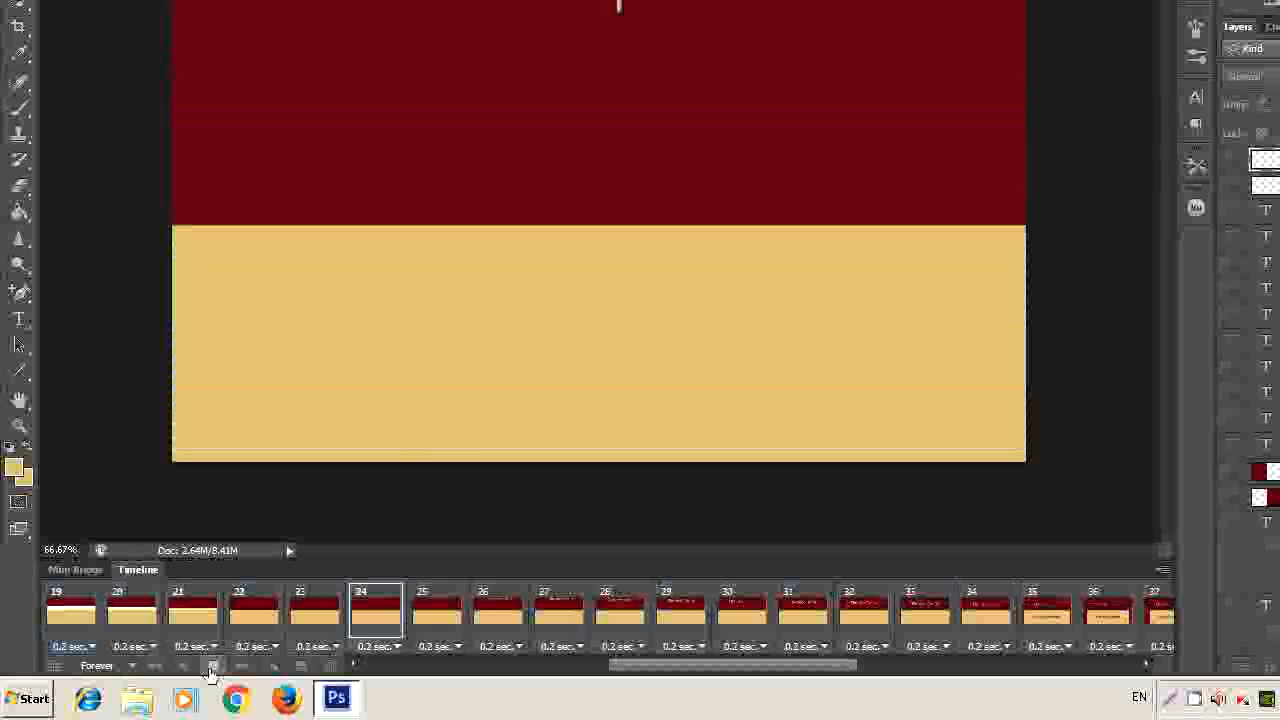 Layers
Kind
Normal
66.67%
Doc: 2.64M/8.41M
Mini Bridge
Timeline
19 20 21 22 23 24 25 26 27 28 29 30 31 32 33 34 35 36 37
0.2 sec. 0.2 sec. 0.2 sec. 0.2 sec. 0.2 sec. 0.2 sec. 0.2 sec. 0.2 sec. 0.2 sec. 0.2 sec. 0.2 sec. 0.2 sec. 0.2 sec. 0.2 sec. 0.2 sec. 0.2 sec. 0.2 sec. 0.2 sec. 0.2 s
Forever
Start
Ps
EN